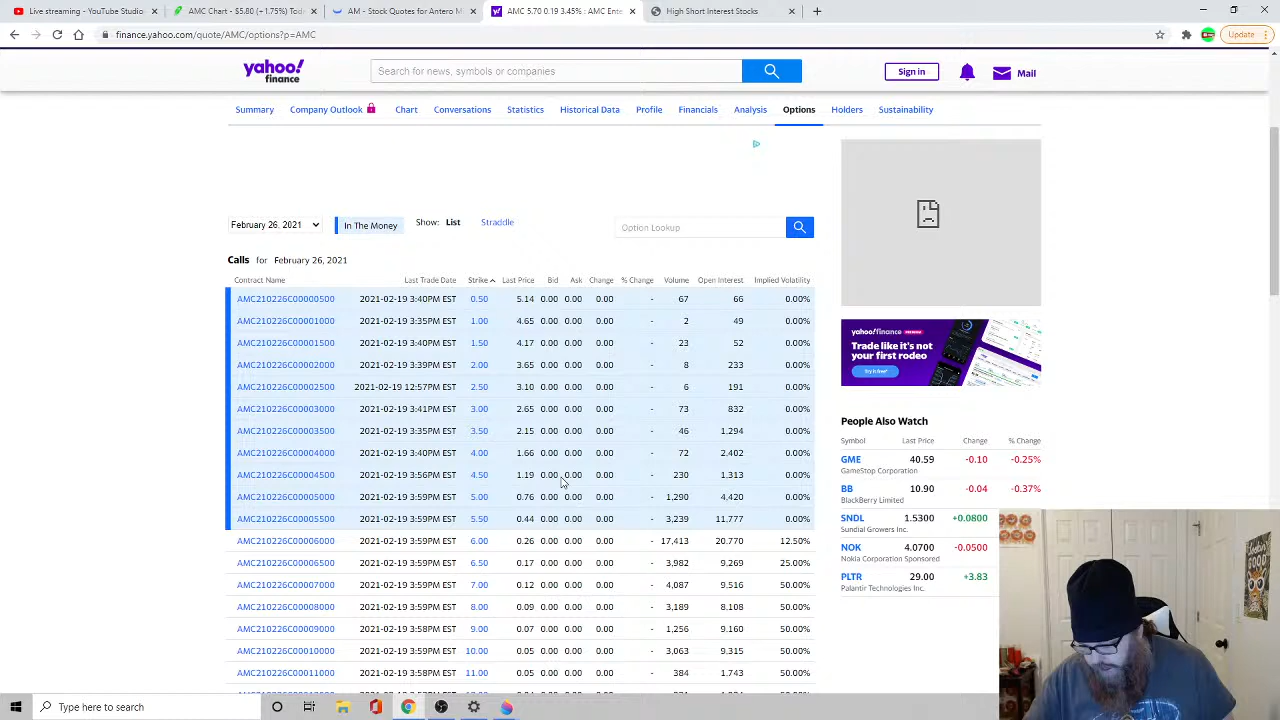 Live streaming - YouTube Studio
AMC Chart - $5.80 (+1.75%) Toda
AM - Stock Quotes for Antero M
AMC 5.70 0.19 3.45% : AMC Ente
High Short Interest Stocks
finance.yahoo.com/quote/AMC/options?p=AMC
Update
yahoo!
finance
Search for news, symbols or companies
Sign in
Mail
Summary Company Outlook Chart Conversations Statistics Historical Data Profile Financials Analysis Options Holders Sustainability
February 26, 2021
In The Money
Show: List Straddle
Option Lookup
Calls for February 26, 2021
Contract Name Last Trade Date Strike Last Price Bid Ask Change % Change Volume Open Interest Implied Volatility
AMC210226C00000500 2021-02-19 3:40PM EST 0.50 5.14 0.00 0.00 0.00 - 67 66 0.00%
AMC210226C00001000 2021-02-19 3:35PM EST 1.00 4.65 0.00 0.00 0.00 - 2 49 0.00%
AMC210226C00001500 2021-02-19 3:40PM EST 1.50 4.17 0.00 0.00 0.00 - 23 52 0.00%
AMC210226C00002000 2021-02-19 3:39PM EST 2.00 3.65 0.00 0.00 0.00 - 8 233 0.00%
AMC210226C00002500 2021-02-19 12:57PM EST 2.50 3.10 0.00 0.00 0.00 - 6 191 0.00%
AMC210226C00003000 2021-02-19 3:41PM EST 3.00 2.65 0.00 0.00 0.00 - 73 832 0.00%
AMC210226C00003500 2021-02-19 3:35PM EST 3.50 2.15 0.00 0.00 0.00 - 46 1,294 0.00%
AMC210226C00004000 2021-02-19 3:40PM EST 4.00 1.66 0.00 0.00 0.00 - 72 2,402 0.00%
AMC210226C00004500 2021-02-19 3:56PM EST 4.50 1.19 0.00 0.00 0.00 - 230 1,313 0.00%
AMC210226C00005000 2021-02-19 3:59PM EST 5.00 0.76 0.00 0.00 0.00 - 1,290 4,420 0.00%
AMC210226C00005500 2021-02-19 3:59PM EST 5.50 0.44 0.00 0.00 0.00 - 3,239 11,777 0.00%
AMC210226C00006000 2021-02-19 3:59PM EST 6.00 0.26 0.00 0.00 0.00 - 17,413 20,770 12.50%
AMC210226C00006500 2021-02-19 3:59PM EST 6.50 0.17 0.00 0.00 0.00 - 3,982 9,269 25.00%
AMC210226C00007000 2021-02-19 3:59PM EST 7.00 0.12 0.00 0.00 0.00 - 4,087 9,516 50.00%
AMC210226C00008000 2021-02-19 3:59PM EST 8.00 0.09 0.00 0.00 0.00 - 3,189 8,108 50.00%
AMC210226C00009000 2021-02-19 3:59PM EST 9.00 0.07 0.00 0.00 0.00 - 1,256 9,160 50.00%
AMC210226C00010000 2021-02-19 3:59PM EST 10.00 0.05 0.00 0.00 0.00 - 3,063 9,315 50.00%
AMC210226C00011000 2021-02-19 3:58PM EST 11.00 0.05 0.00 0.00 0.00 - 384 1,743 50.00%
yahoo!finance
Trade like it's not
your first rodeo
Try it free*
People Also Watch
Symbol Last Price Change % Change
GME 40.59 -0.10 -0.25%
GameStop Corporation
BB 10.90 -0.04 -0.37%
BlackBerry Limited
SNDL 1.5300 +0.0800
Sundial Growers Inc.
NOK 4.0700 -0.0500
Nokia Corporation Sponsored
PLTR 29.00 +3.83
Palantir Technologies Inc.
Type here to search